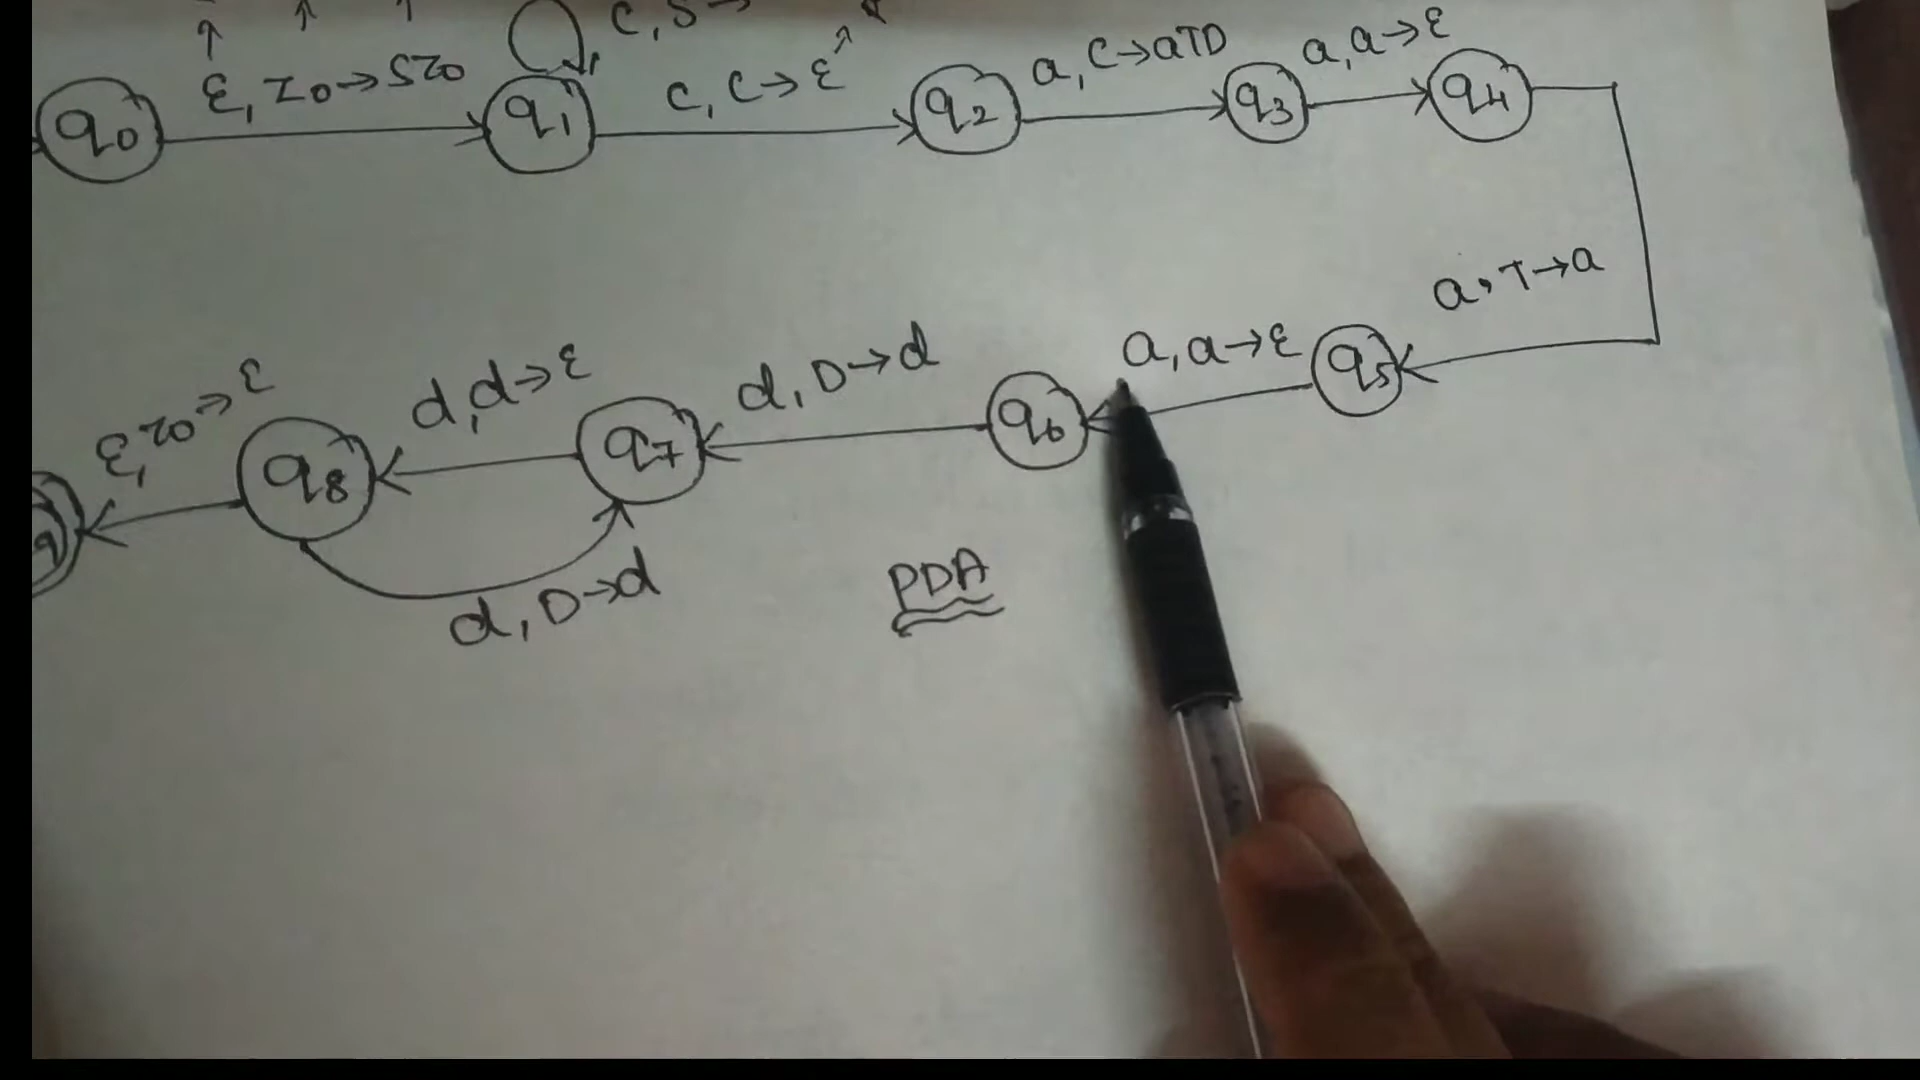 c, S→
ε, z0→Sz0
c, C→ε
a, C→aTD
a, a→ε
q0
q1
q2
q3
q4
a, T→a
ε, z0→ε
d, d→ε
d, D→d
a, a→ε
q8
q7
q6
q5
d, D→d
PDA